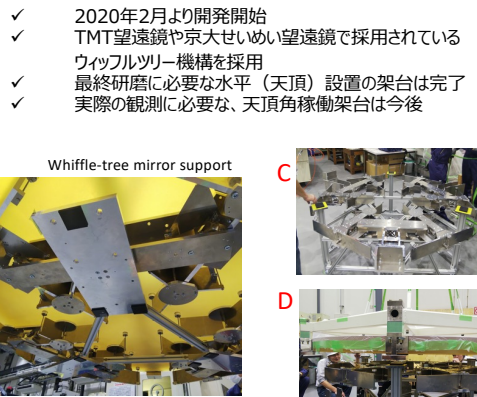 ✓ 2020年2月より開発開始
✓ TMT望遠鏡や京大せいめい望遠鏡で採用されている
ウィッフルツリー機構を採用
✓ 最終研磨に必要な水平（天頂）設置の架台は完了
✓ 実際の観測に必要な、天頂角稼働架台は今後
Whiffle-tree mirror support
C
D